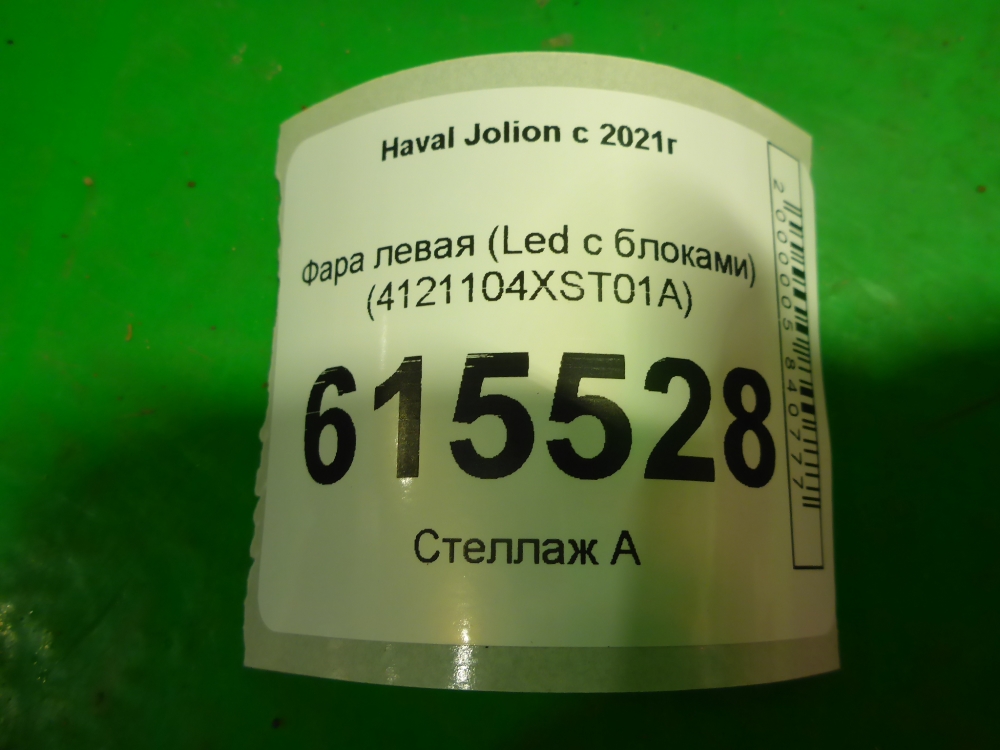 Haval Jolion с 2021г
Фара левая (Led с блоками)
(4121104XST01A)
615528
Стеллаж А
2000005840777